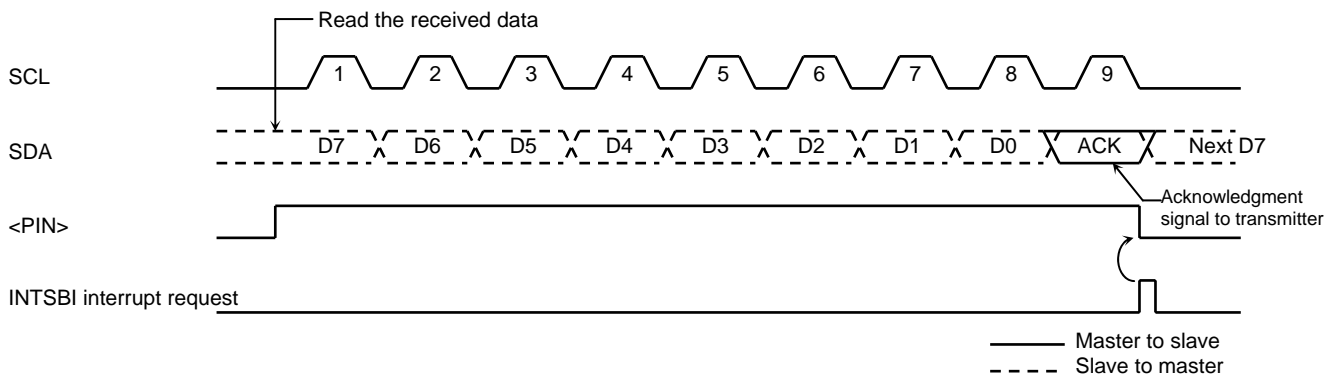 Read the received data
SCL
1 2 3 4 5 6 7 8 9
SDA
D7 D6 D5 D4 D3 D2 D1 D0 ACK Next D7
Acknowledgment
signal to transmitter
<PIN>
INTSBI interrupt request
Master to slave
Slave to master